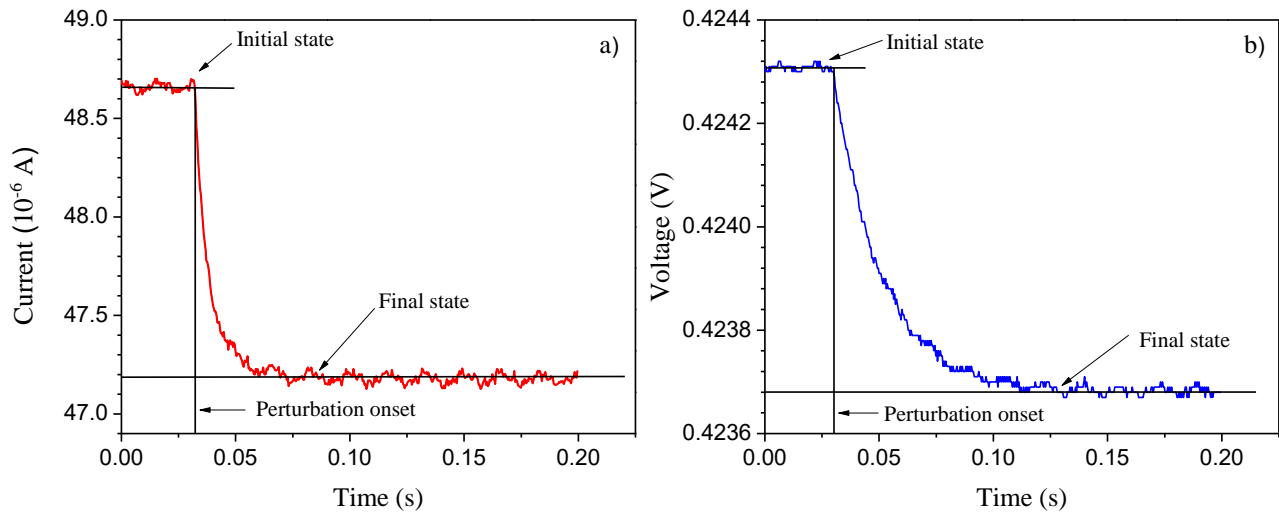 49.0
48.5
48.0
47.5
47.0
0.00
0.05
0.10
0.15
0.20
Current (10⁻⁶ A)
Time (s)
a)
Initial state
Final state
Perturbation onset
0.4244
0.4242
0.4240
0.4238
0.4236
0.00
0.05
0.10
0.15
0.20
Voltage (V)
Time (s)
b)
Initial state
Final state
Perturbation onset